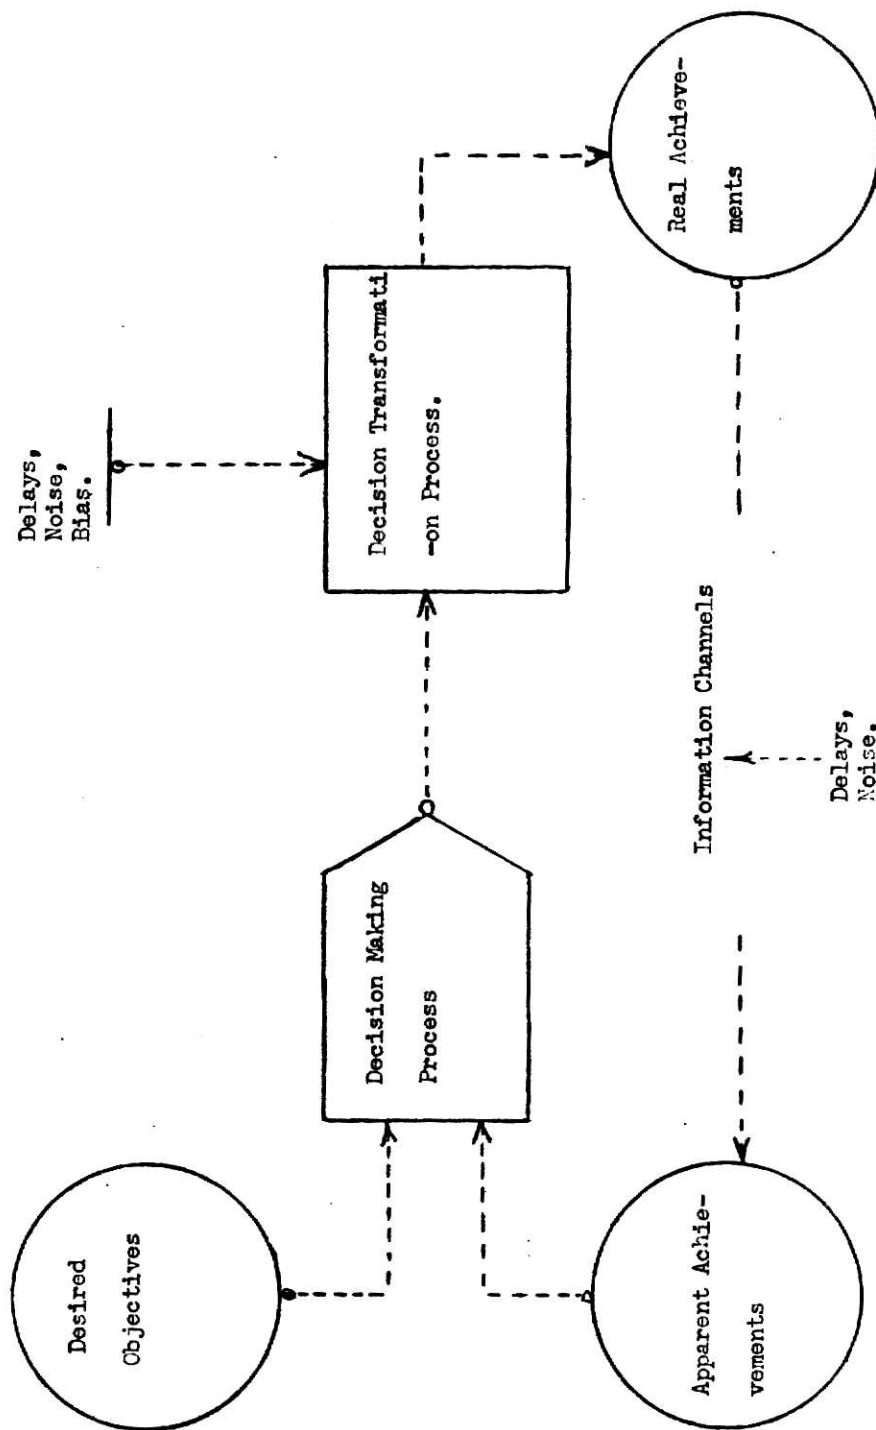 Desired
Objectives
Apparent Achie-
vements
Decision Making
Process
Delays,
Noise,
Bias.
Decision Transformati
-on Process.
Information Channels
Delays,
Noise.
Real Achieve-
ments